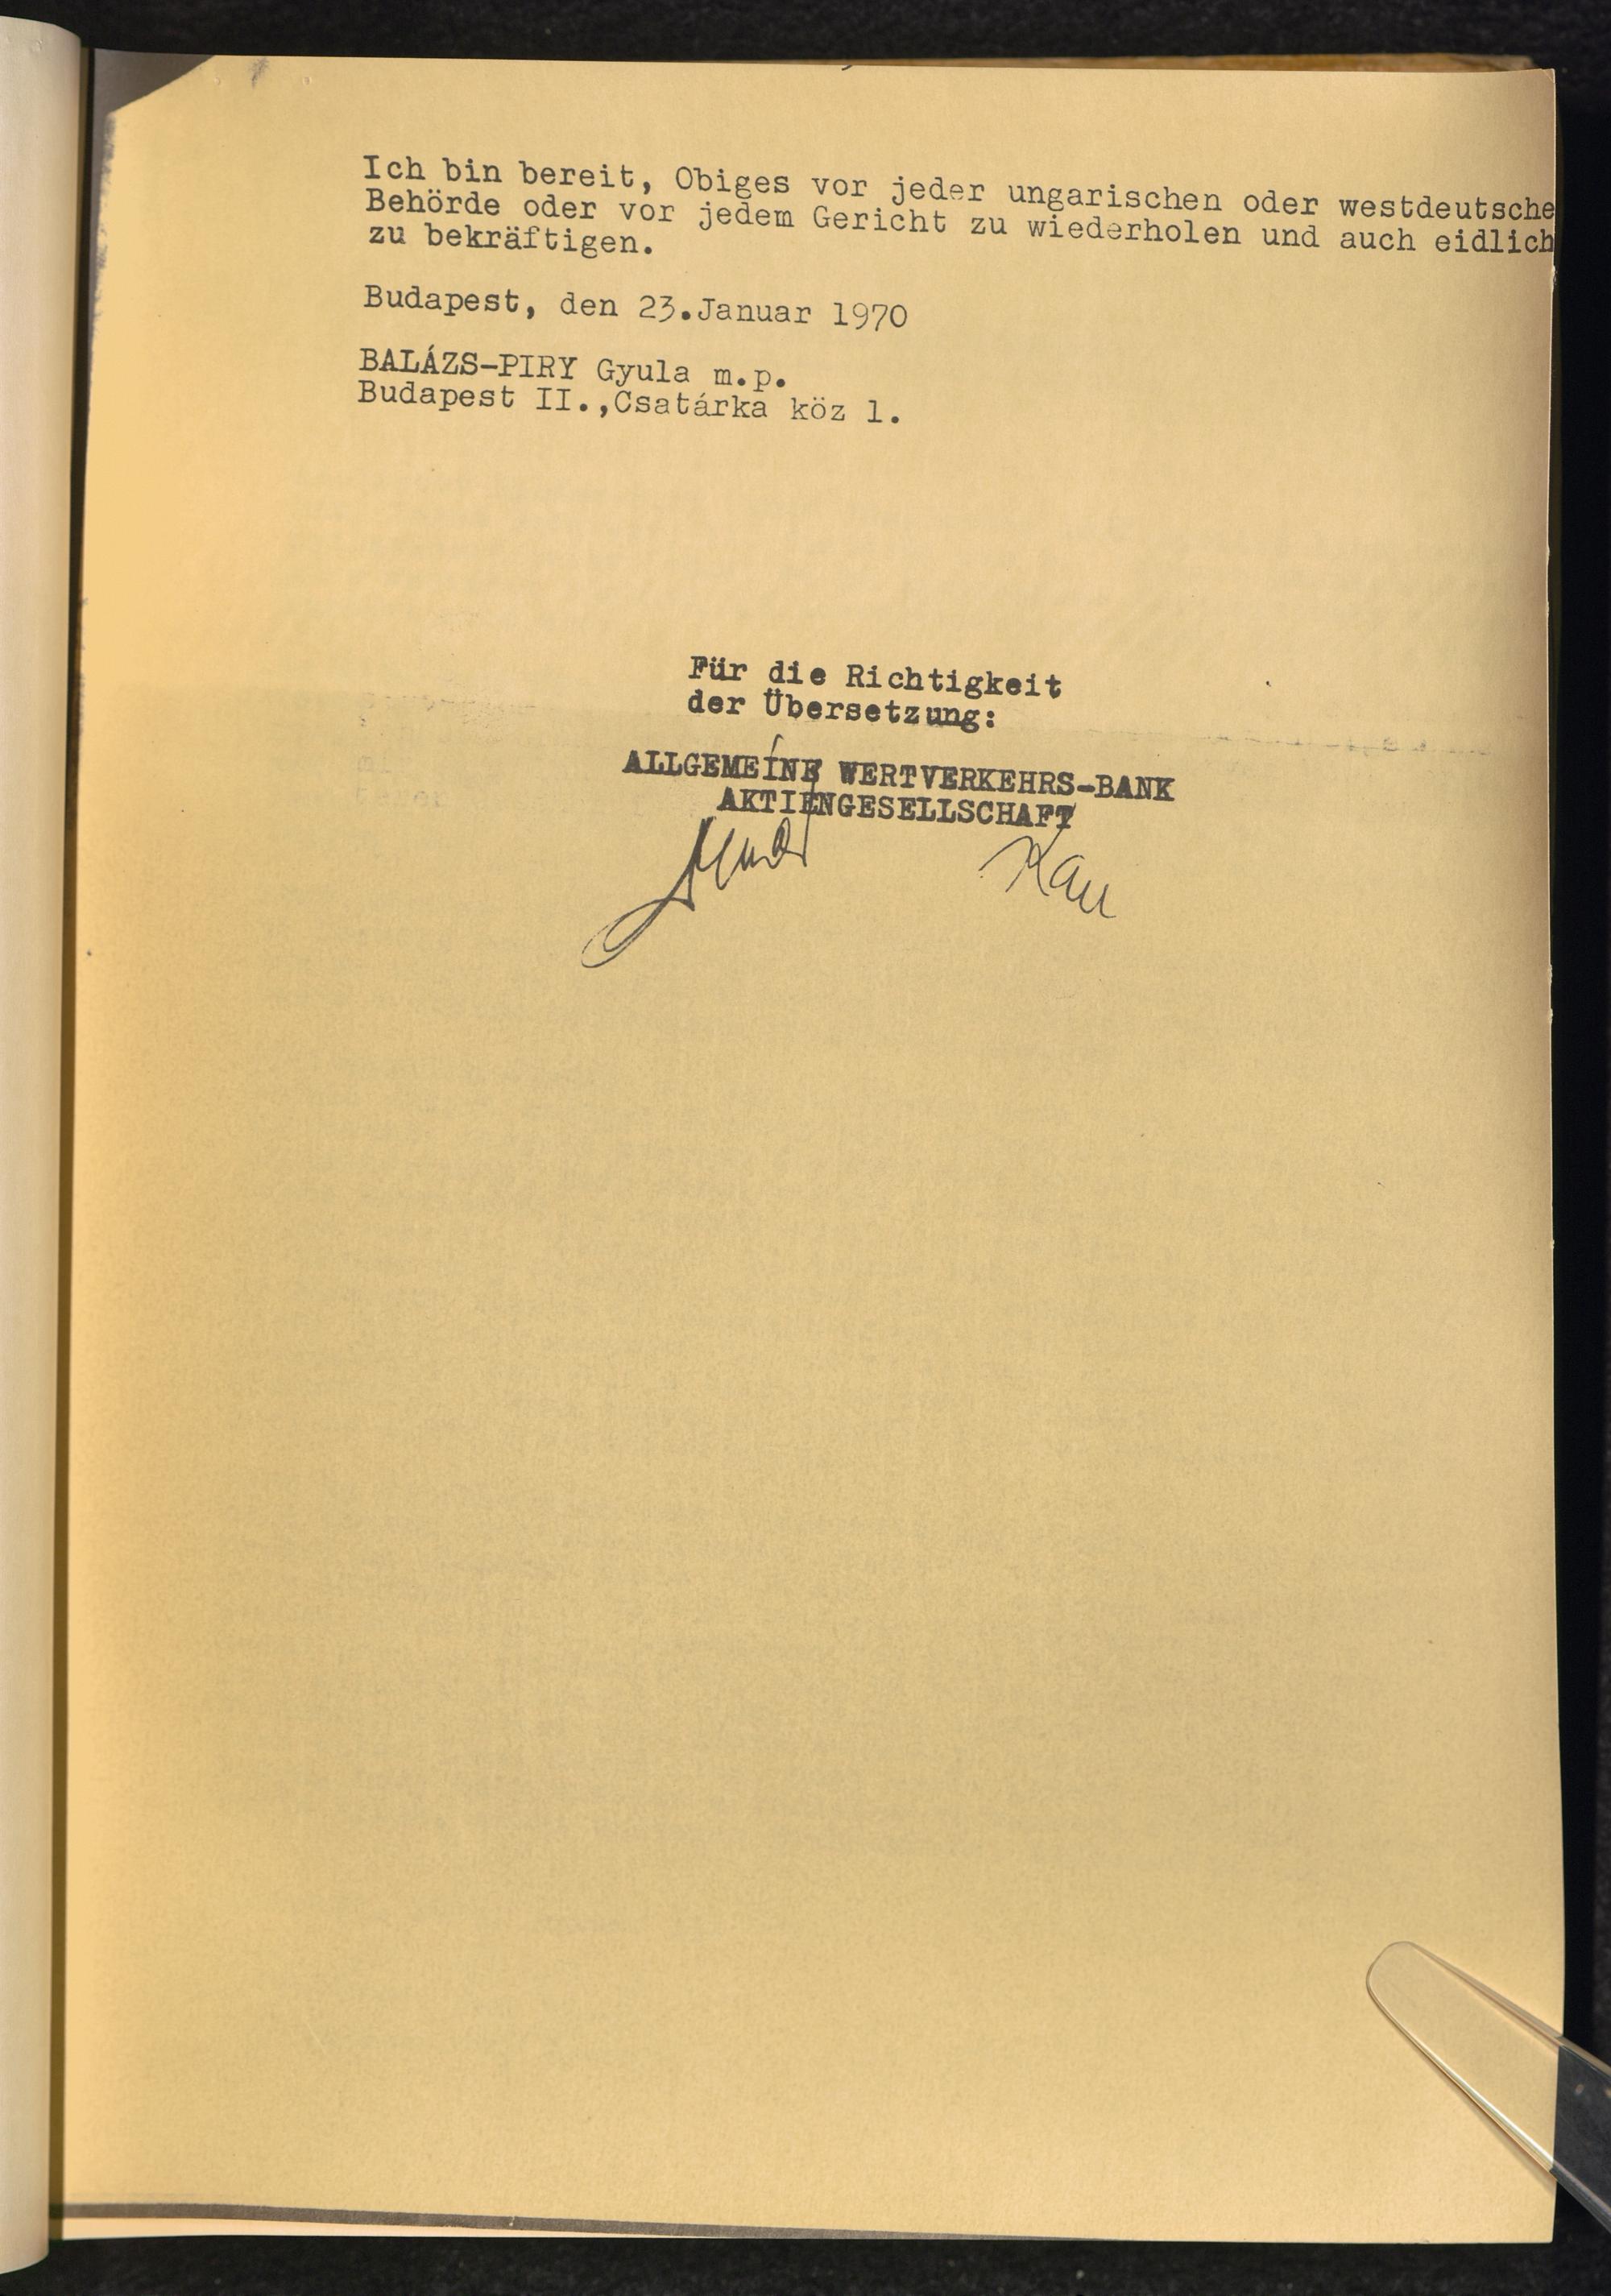 Ich bin bereit, Obiges vor jeder ungarischen oder westdeutsche
Behörde oder vor jedem Gericht zu wiederholen und auch eidlich
zu bekräftigen.
Budapest, den 23.Januar 1970
BALÁZS-PIRY Gyula m.p.
Budapest II.,Csatárka köz 1.
Für die Richtigkeit
der Übersetzung:
ALLGEMEINE WERTVERKEHRS-BANK
AKTIENGESELLSCHAFT